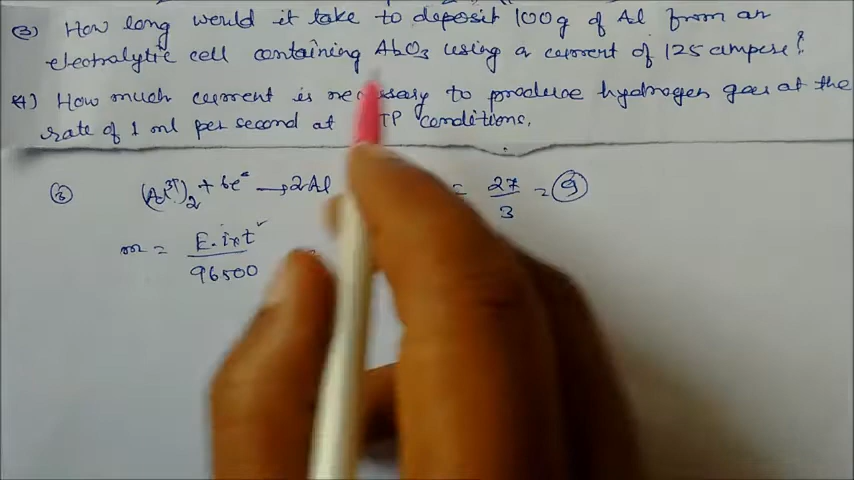 (3) How long would it take to deposit 100g of Al from an
electrolytic cell containing Al2O3 using a current of 125 ampere?
(4) How much current is necessary to produce hydrogen gas at the
rate of 1 ml per second at TP conditions.
(3) (Al³⁺)₂ + 6e⁻ → 2Al = 27/3 = 9
m = E.i×t / 96500